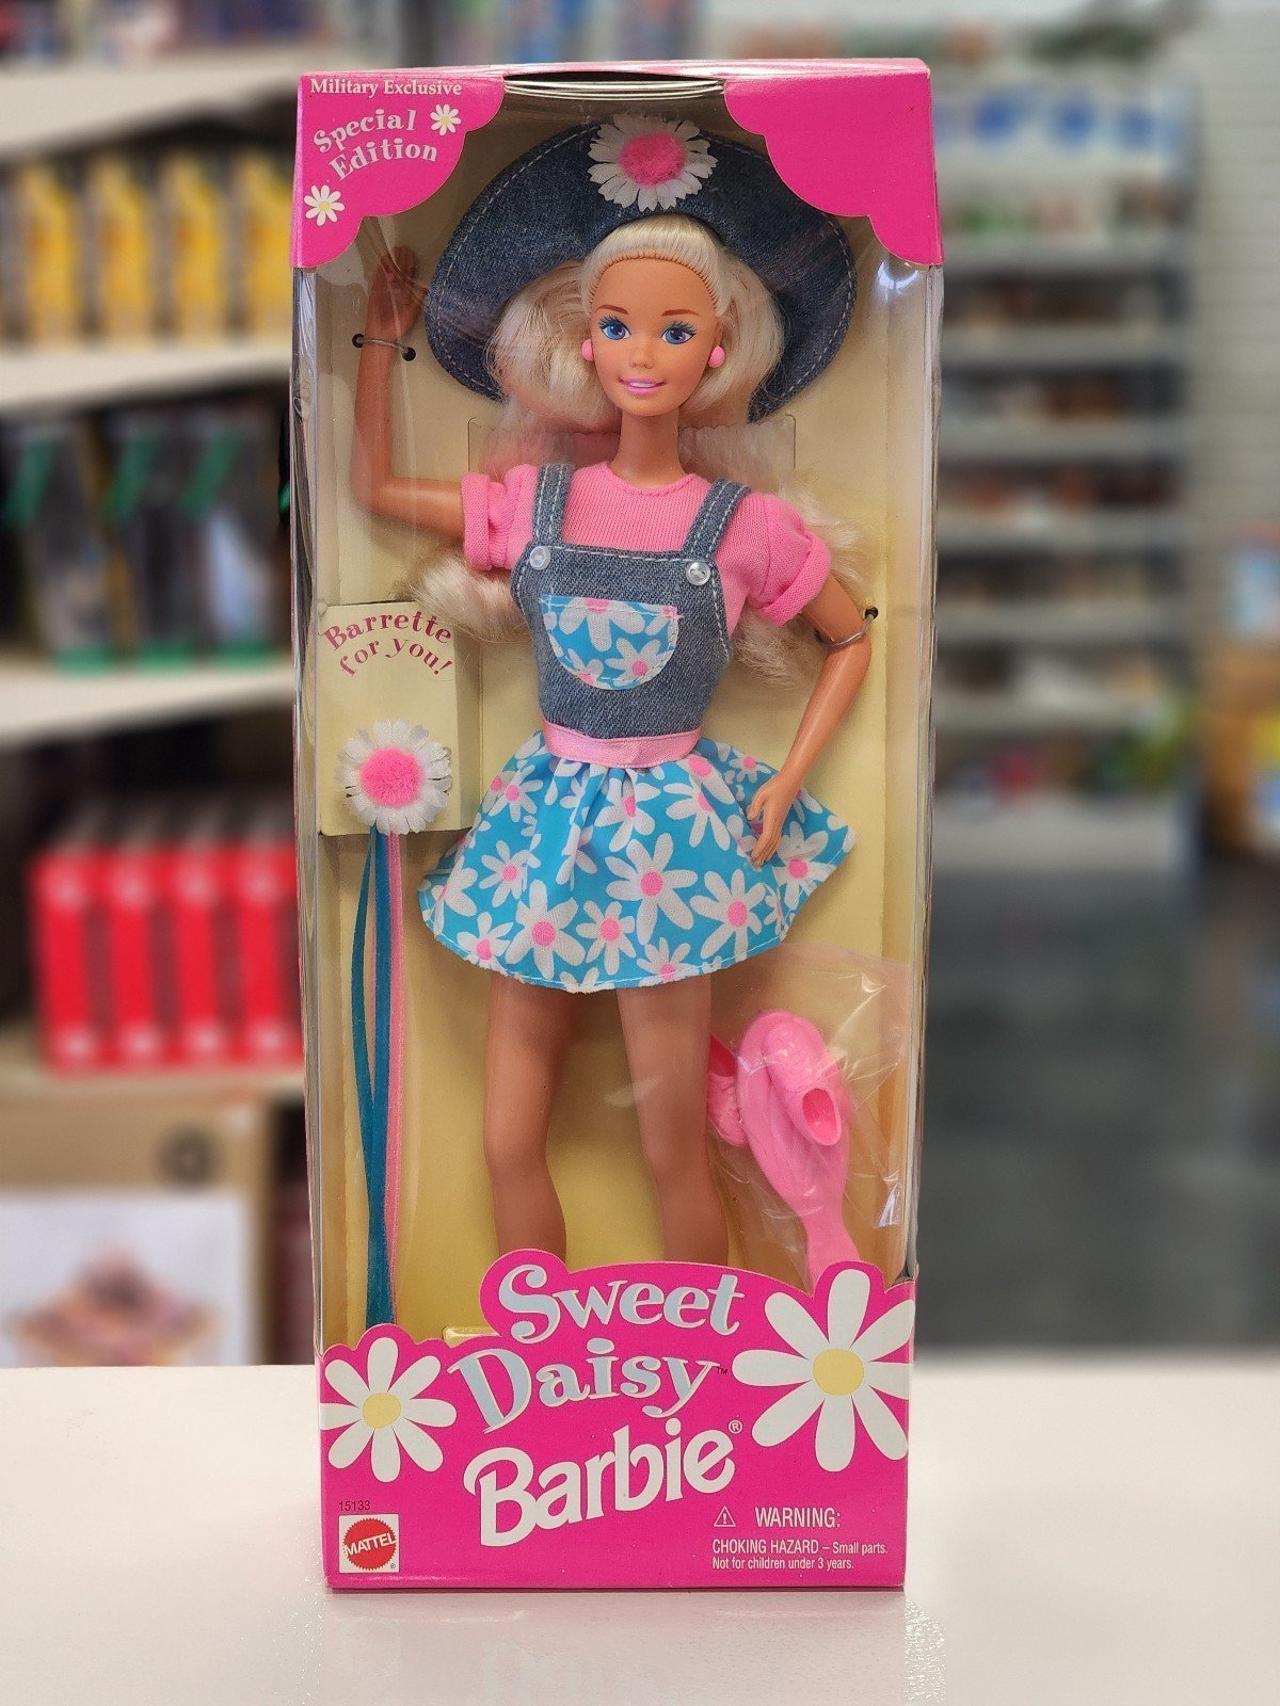 Military Exclusive
Special
Edition
Barrette
for you!
Sweet
Daisy™
Barbie®
15133
MATTEL
®
⚠ WARNING:
CHOKING HAZARD – Small parts.
Not for children under 3 years.